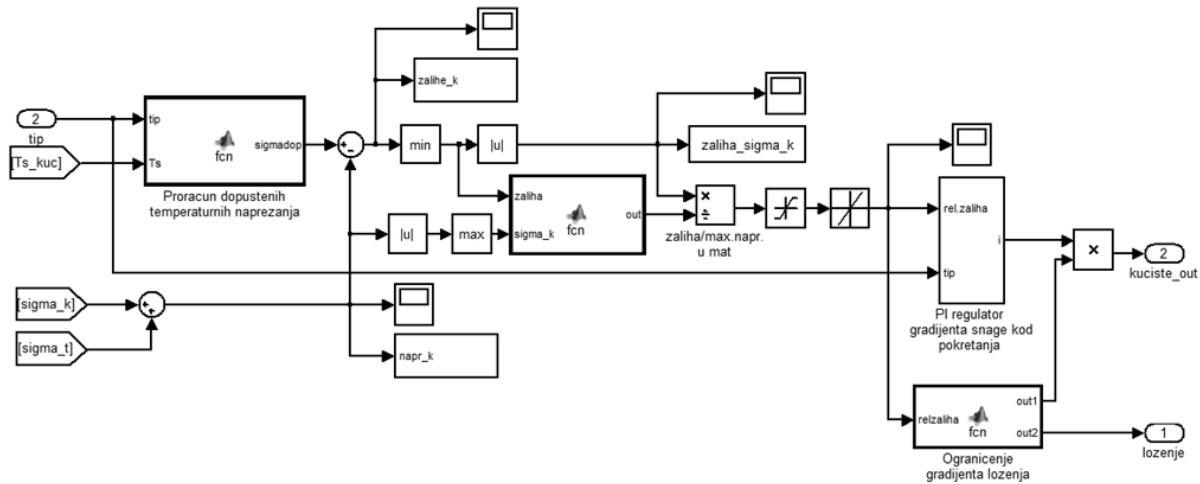 zalihe_k
2
tip
[Ts_kuc]
tip
Ts
fcn
sigmadop
Proracun dopustenih
temperaturnih naprezanja
min
|u|
zaliha_sigma_k
zaliha
sigma_k
fcn
out
|u|
max
zaliha/max.napr.
u mat
rel.zaliha
tip
i
PI regulator
gradijenta snage kod
pokretanja
2
kuciste_out
[sigma_k]
[sigma_t]
napr_k
relzaliha
fcn
out1
out2
Ogranicenje
gradijenta lozenja
1
lozenje